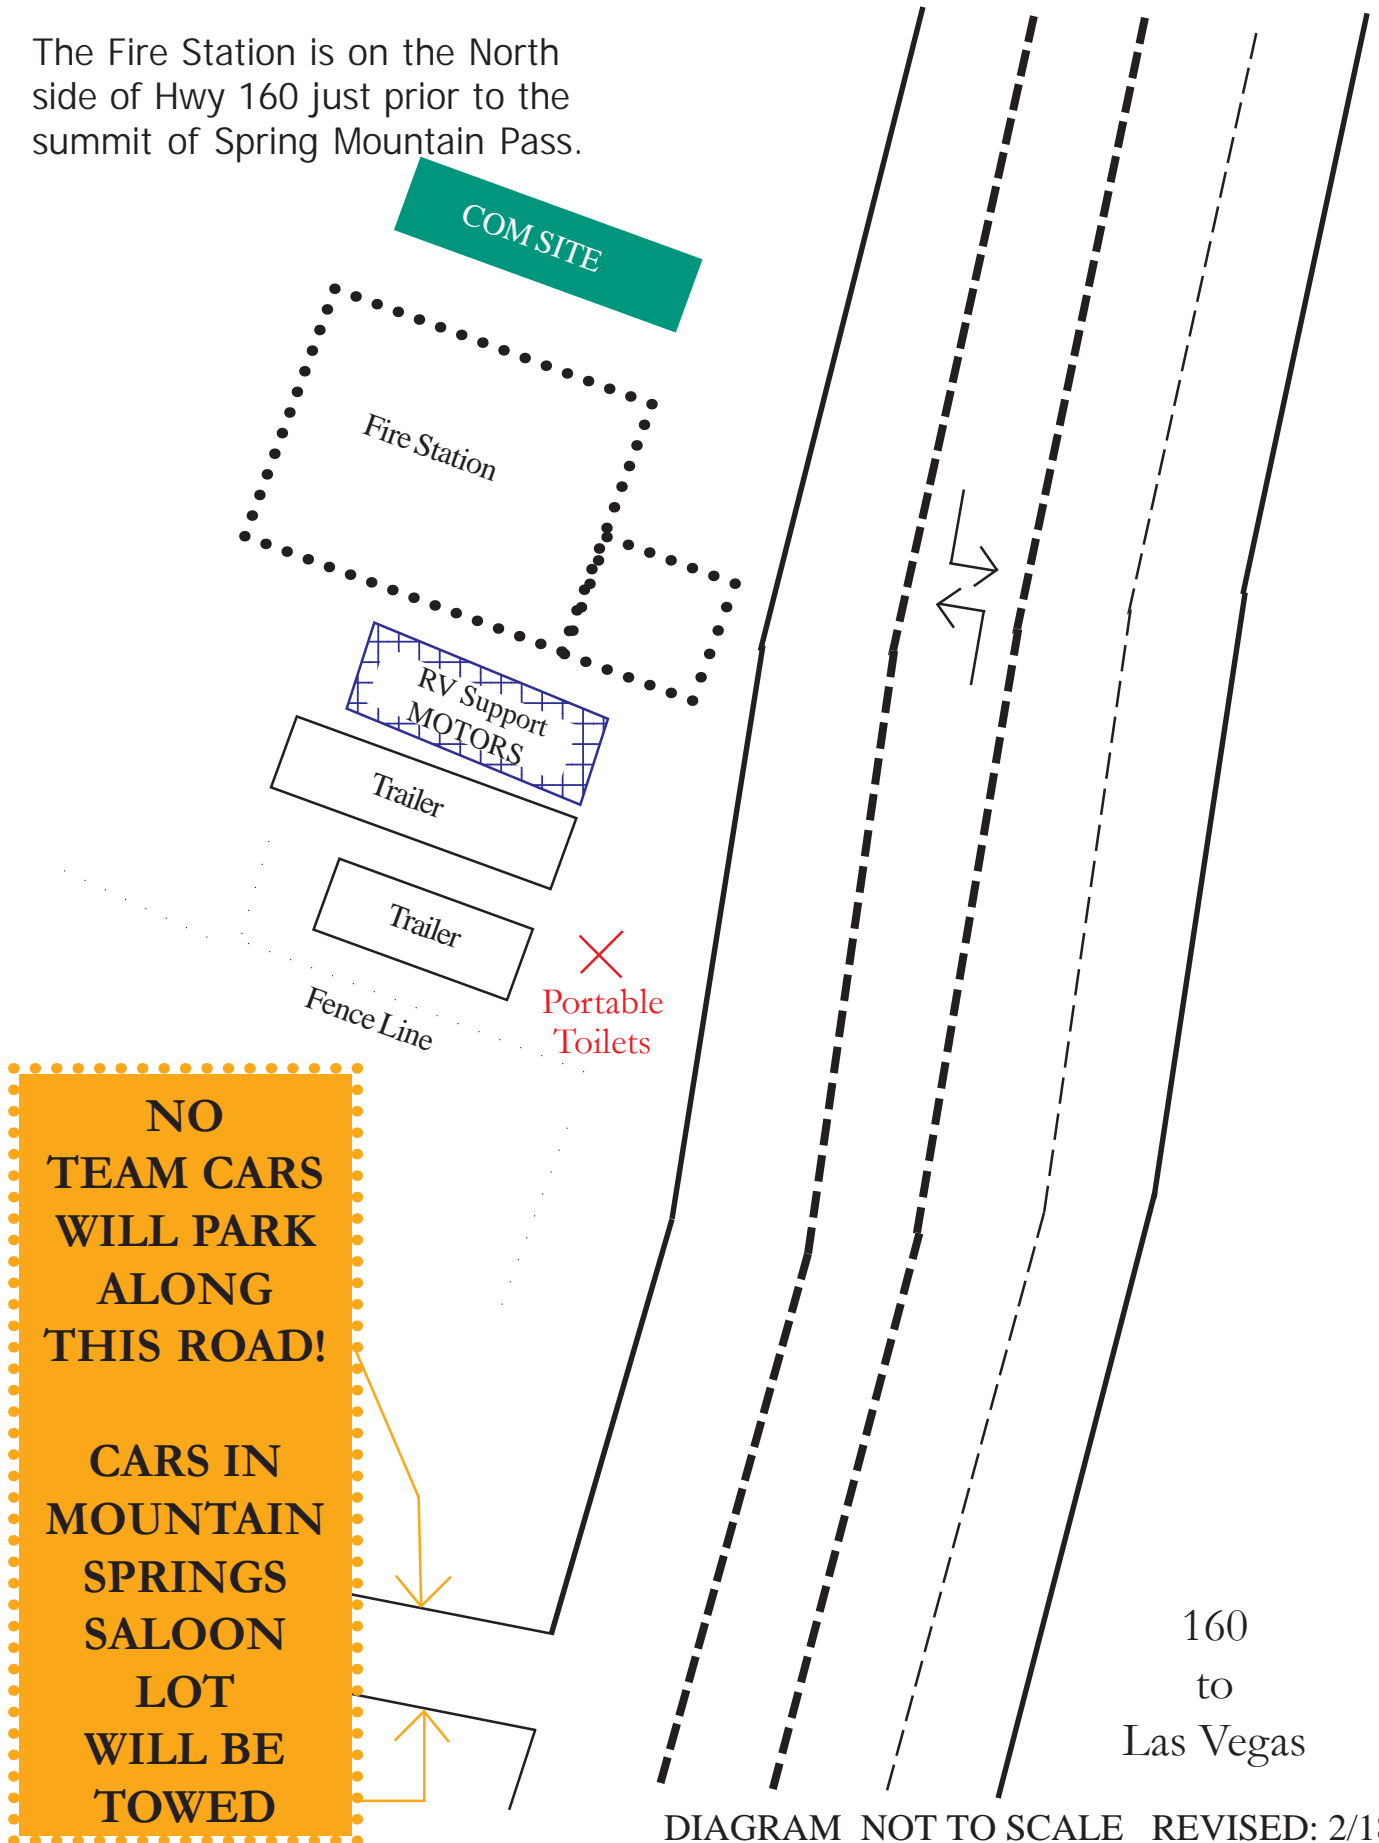 The Fire Station is on the North
side of Hwy 160 just prior to the
summit of Spring Mountain Pass.
COM SITE
Fire Station
RV Support
MOTORS
Trailer
Trailer
Portable
Toilets
Fence Line
NO
TEAM CARS
WILL PARK
ALONG
THIS ROAD!
CARS IN
MOUNTAIN
SPRINGS
SALOON
LOT
WILL BE
TOWED
160
to
Las Vegas
DIAGRAM NOT TO SCALE REVISED: